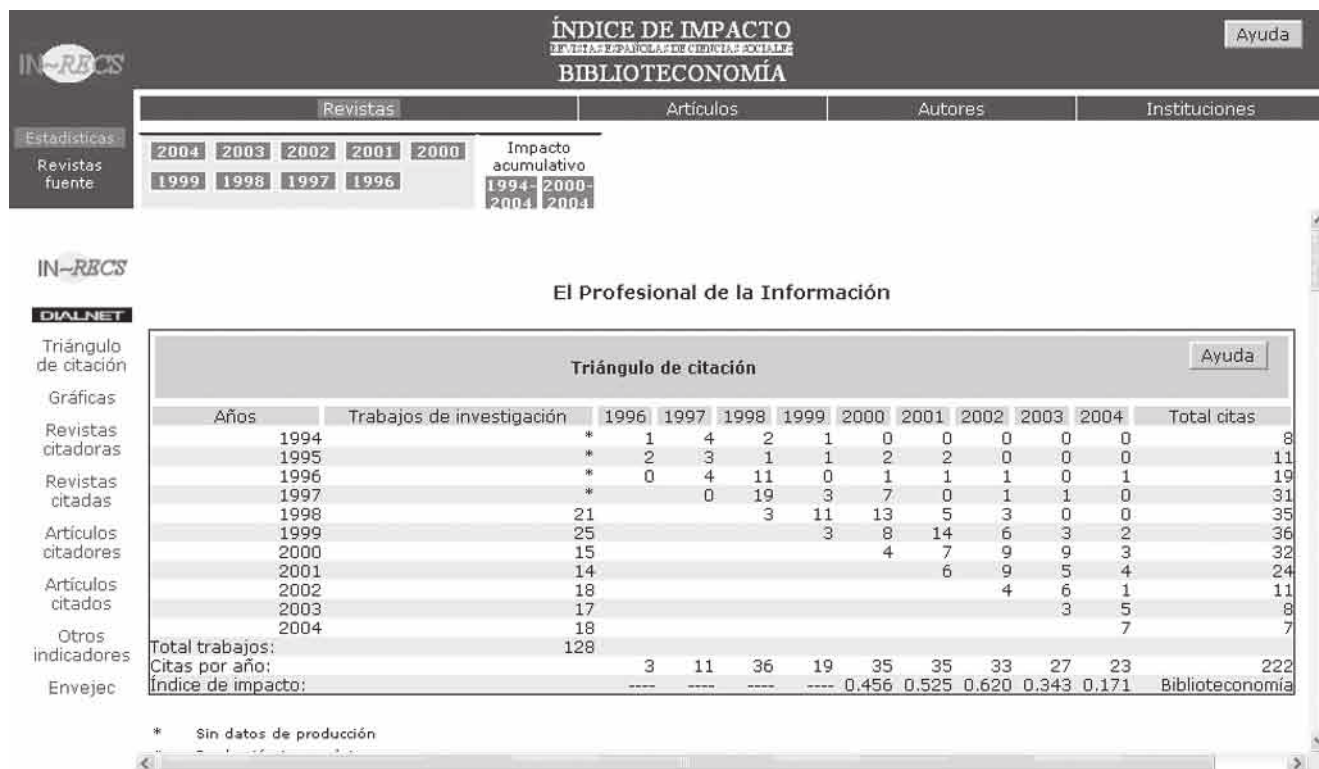 ÍNDICE DE IMPACTO
REVISTAS ESPAÑOLAS DE CIENCIAS SOCIALES
BIBLIOTECONOMÍA
Ayuda
IN~RECS
Revistas Artículos Autores Instituciones
Estadísticas
Revistas
fuente
2004 2003 2002 2001 2000
1999 1998 1997 1996
Impacto
acumulativo
1994- 2000-
2004 2004
IN~RECS
DIALNET
Triángulo
de citación
Gráficas
Revistas
citadoras
Revistas
citadas
Artículos
citadores
Artículos
citados
Otros
indicadores
Envejec
El Profesional de la Información
Triángulo de citación
Ayuda
Años Trabajos de investigación 1996 1997 1998 1999 2000 2001 2002 2003 2004 Total citas
1994 * 1 4 2 1 0 0 0 0 0 8
1995 * 2 3 1 1 2 2 0 0 0 11
1996 * 0 4 11 0 1 1 1 0 1 19
1997 * 0 19 3 7 0 1 1 0 31
1998 21 3 11 13 5 3 0 0 35
1999 25 3 8 14 6 3 2 36
2000 15 4 7 9 9 3 32
2001 14 6 9 5 4 24
2002 18 4 6 1 11
2003 17 3 5 8
2004 18 7 7
Total trabajos: 128
Citas por año: 3 11 36 19 35 35 33 27 23 222
Índice de impacto: ---- ---- ---- ---- 0.456 0.525 0.620 0.343 0.171 Biblioteconomía
* Sin datos de producción